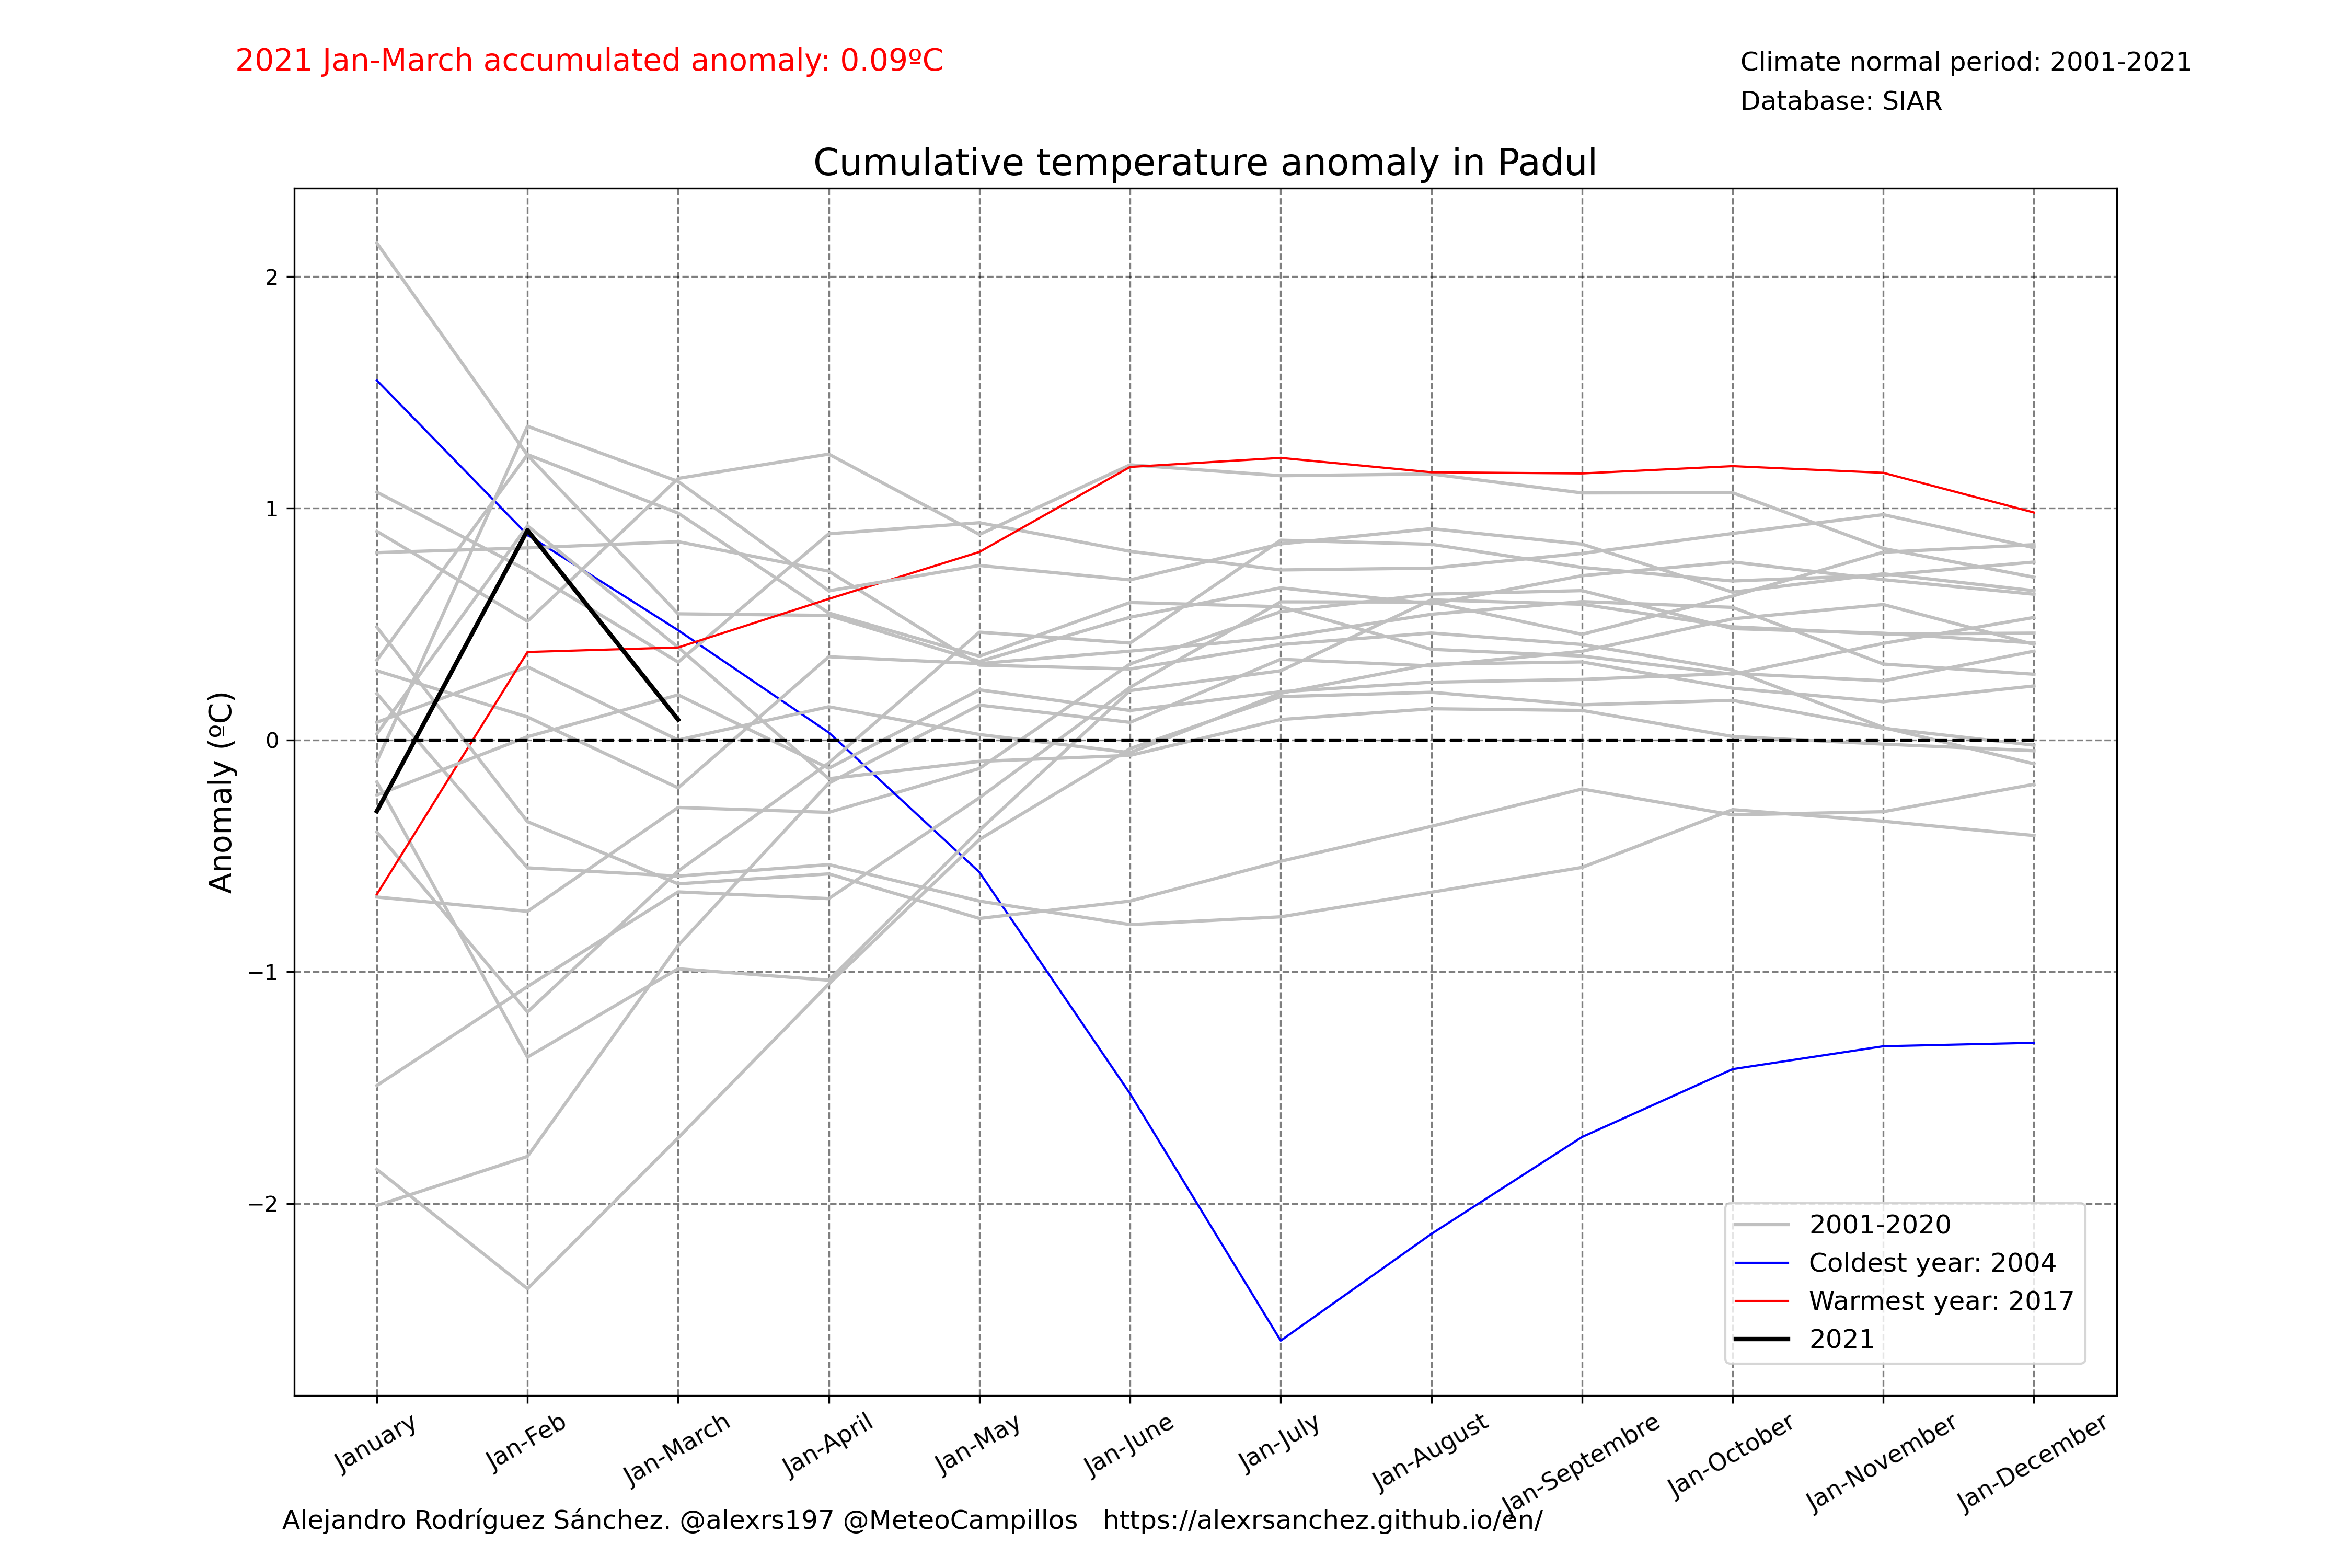 2021 Jan-March accumulated anomaly: 0.09ºC
Climate normal period: 2001-2021
Database: SIAR
Cumulative temperature anomaly in Padul
Anomaly (ºC)
2
1
0
−1
−2
2001-2020
Coldest year: 2004
Warmest year: 2017
2021
January
Jan-Feb
Jan-March
Jan-April
Jan-May
Jan-June
Jan-July
Jan-August
Jan-Septembre
Jan-October
Jan-November
Jan-December
Alejandro Rodríguez Sánchez. @alexrs197 @MeteoCampillos https://alexrsanchez.github.io/en/